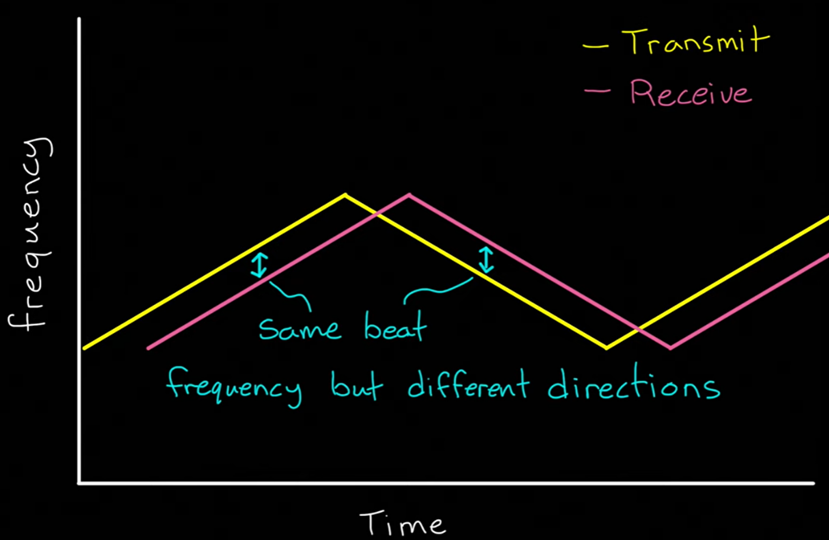 Transmit
Receive
frequency
same beat
frequency but different directions
Time